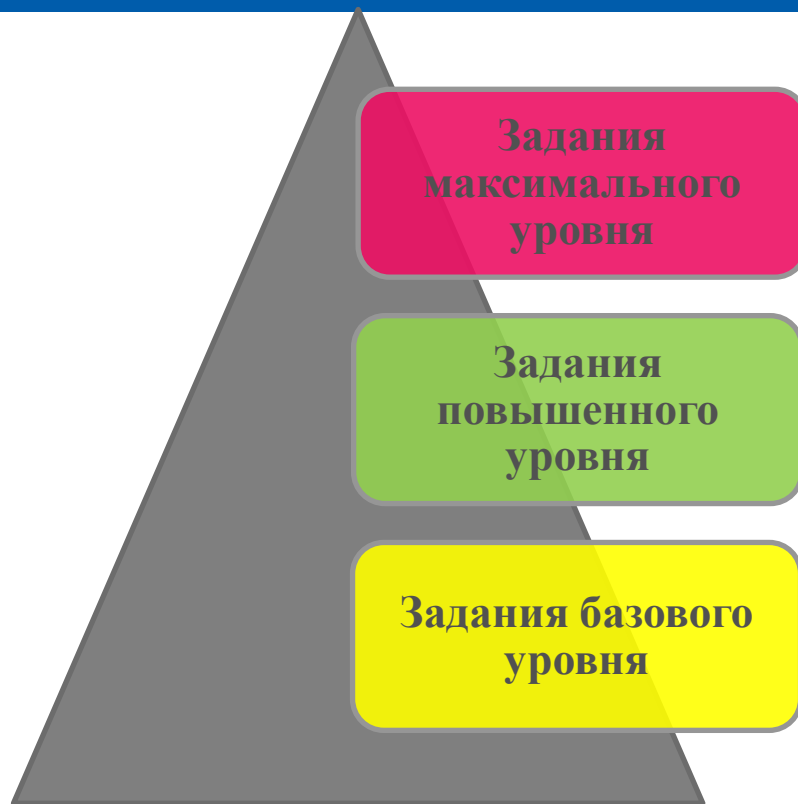 Задания
максимального
уровня
Задания
повышенного
уровня
Задания базового
уровня